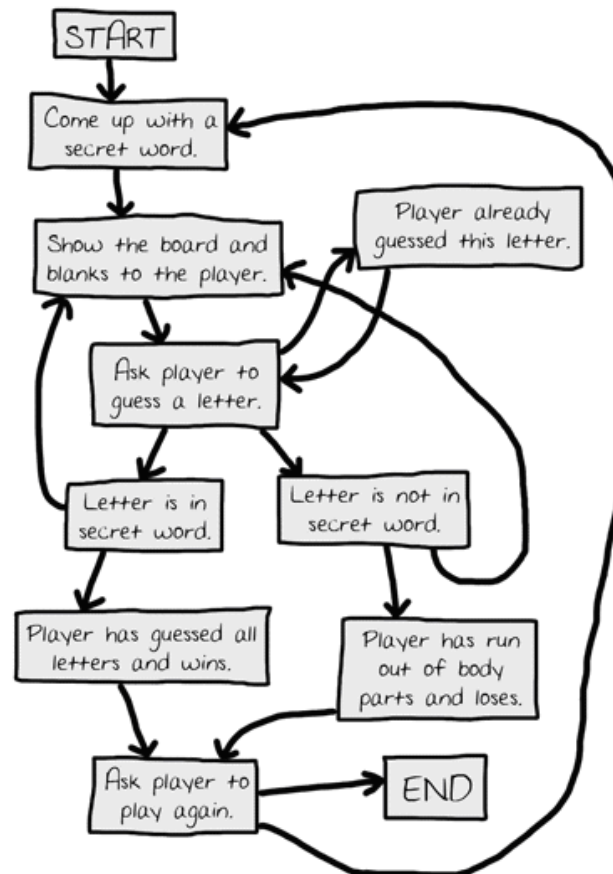 START
Come up with a
secret word.
Show the board and
blanks to the player.
Player already
guessed this letter.
Ask player to
guess a letter.
Letter is in
secret word.
Letter is not in
secret word.
Player has guessed all
letters and wins.
Player has run
out of body
parts and loses.
Ask player to
play again.
END